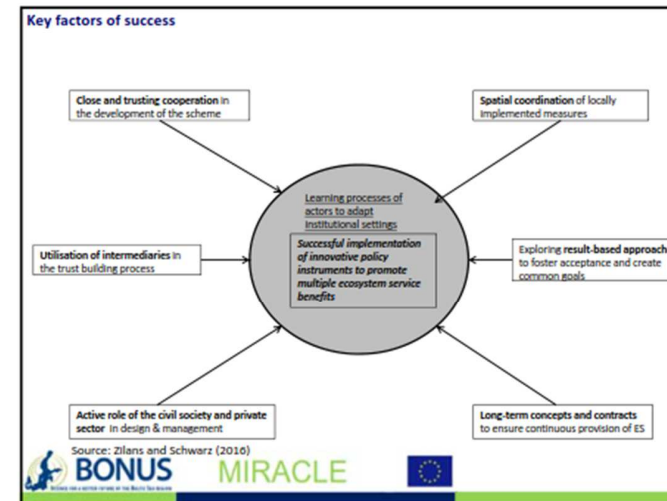 Key factors of success
Close and trusting cooperation in
the development of the scheme
Spatial coordination of locally
implemented measures
Learning processes of
actors to adapt
institutional settings
Successful implementation
of innovative policy
instruments to promote
multiple ecosystem service
benefits
Utilisation of intermediaries in
the trust building process
Exploring result-based approach
to foster acceptance and create
common goals
Active role of the civil society and private
sector in design & management
Long-term concepts and contracts
to ensure continuous provision of ES
Source: Zilans and Schwarz (2016)
BONUS
MIRACLE